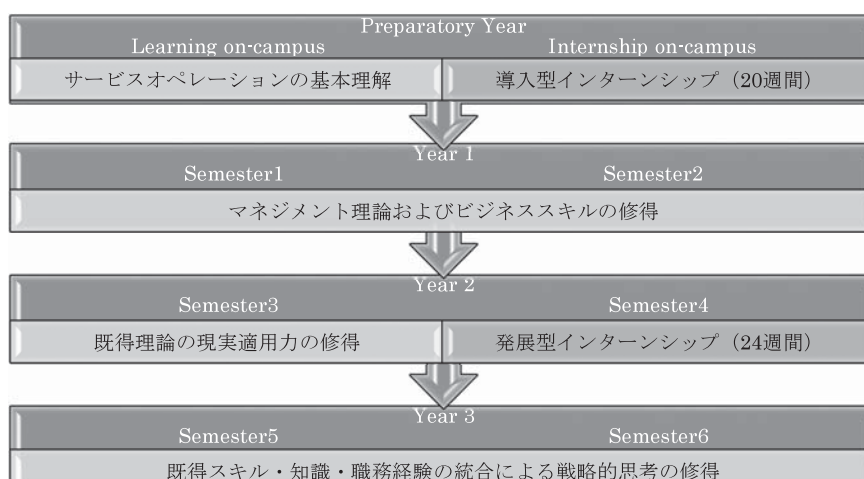 Preparatory Year
Learning on-campus Internship on-campus
サービスオペレーションの基本理解 導入型インターンシップ（20週間）
Year 1
Semester1 Semester2
マネジメント理論およびビジネススキルの修得
Year 2
Semester3 Semester4
既得理論の現実適用力の修得 発展型インターンシップ（24週間）
Year 3
Semester5 Semester6
既得スキル・知識・職務経験の統合による戦略的思考の修得